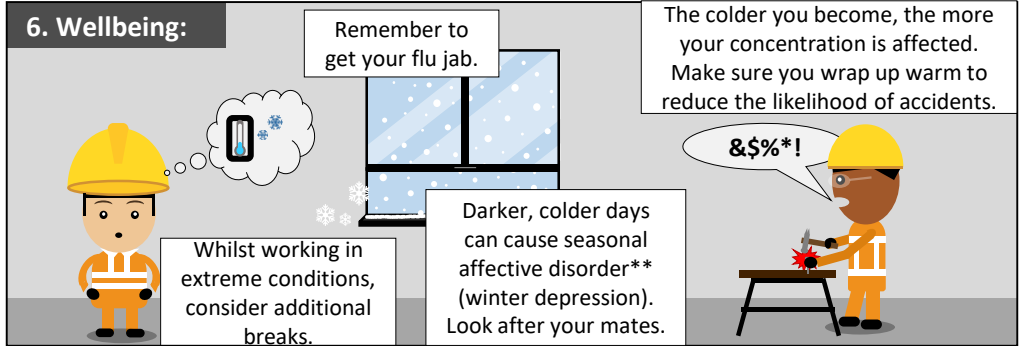 6. Wellbeing:
Remember to
get your flu jab.
The colder you become, the more
your concentration is affected.
Make sure you wrap up warm to
reduce the likelihood of accidents.
&$%*!
Whilst working in
extreme conditions,
consider additional
breaks.
Darker, colder days
can cause seasonal
affective disorder**
(winter depression).
Look after your mates.